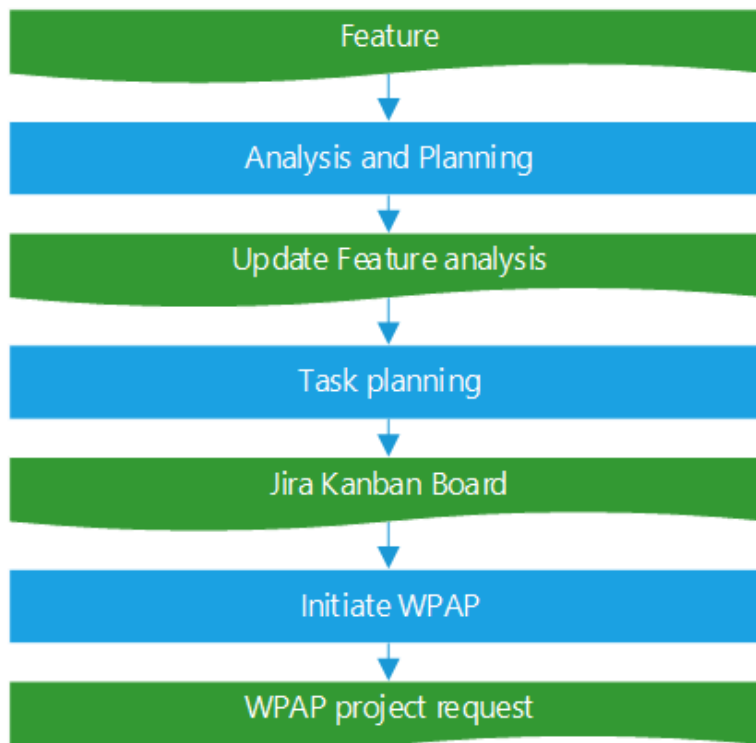 Feature
Analysis and Planning
Update Feature analysis
Task planning
Jira Kanban Board
Initiate WPAP
WPAP project request